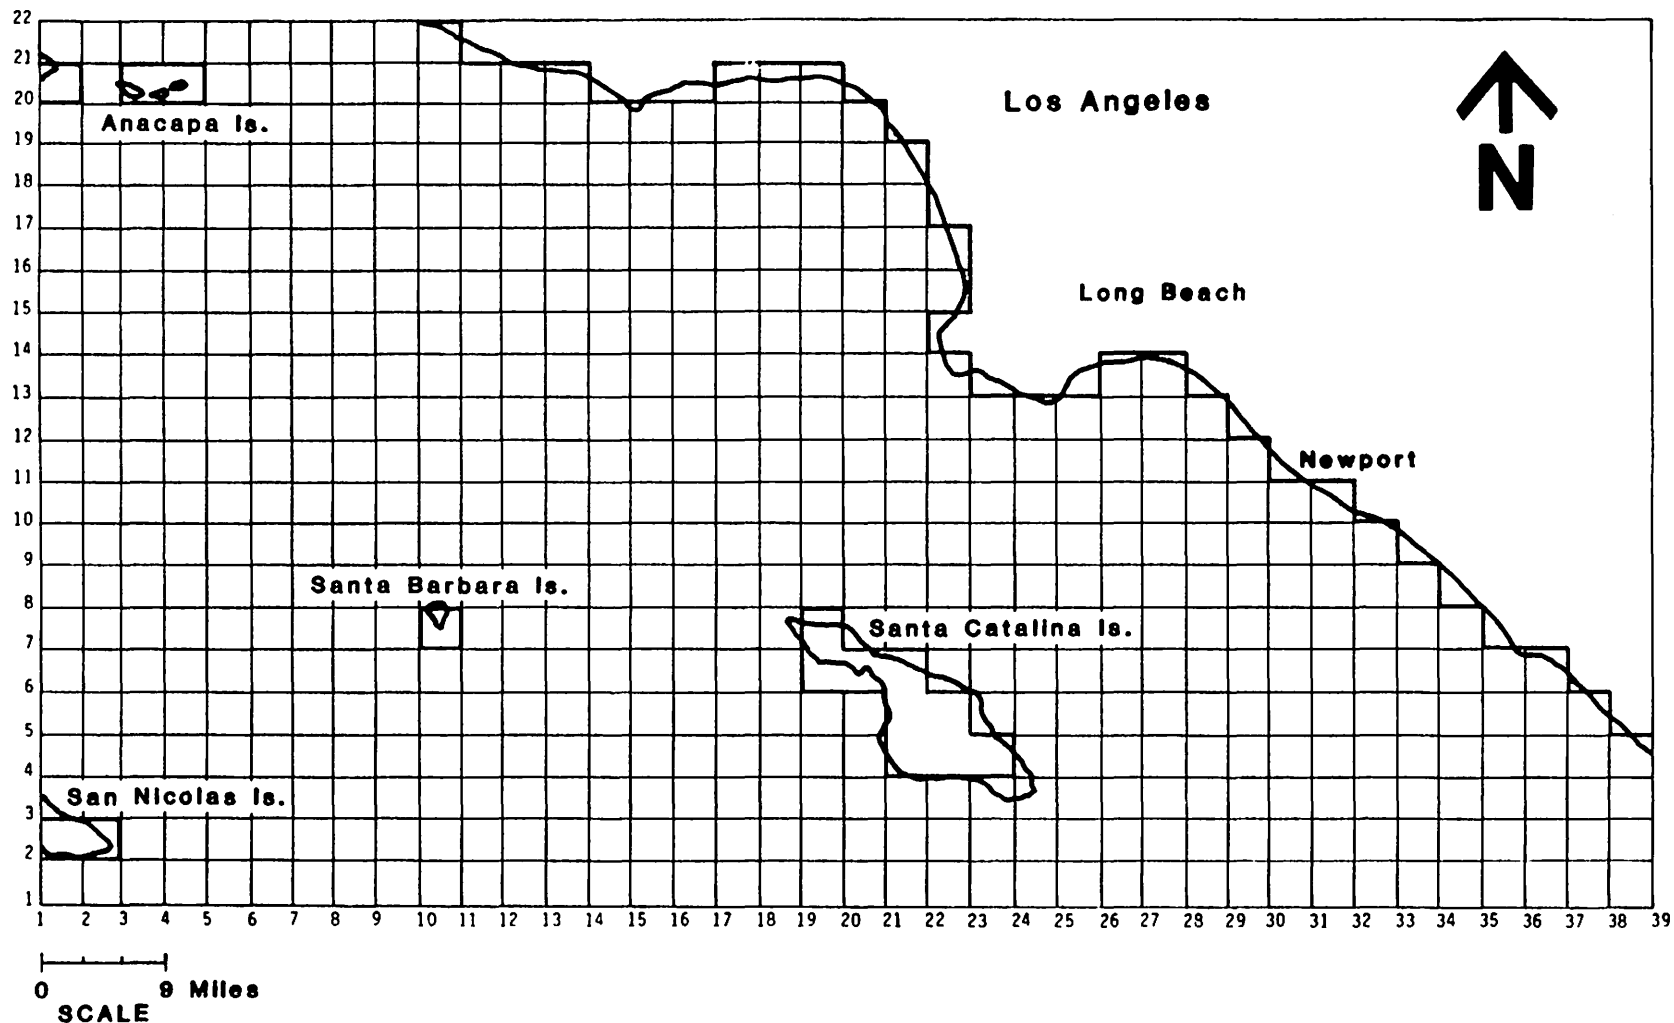 22
21
20
19
18
17
16
15
14
13
12
11
10
9
8
7
6
5
4
3
2
1
Anacapa Is.
Los Angeles
N
Long Beach
Newport
Santa Barbara Is.
Santa Catalina Is.
San Nicolas Is.
1 2 3 4 5 6 7 8 9 10 11 12 13 14 15 16 17 18 19 20 21 22 23 24 25 26 27 28 29 30 31 32 33 34 35 36 37 38 39
0 9 Miles
SCALE